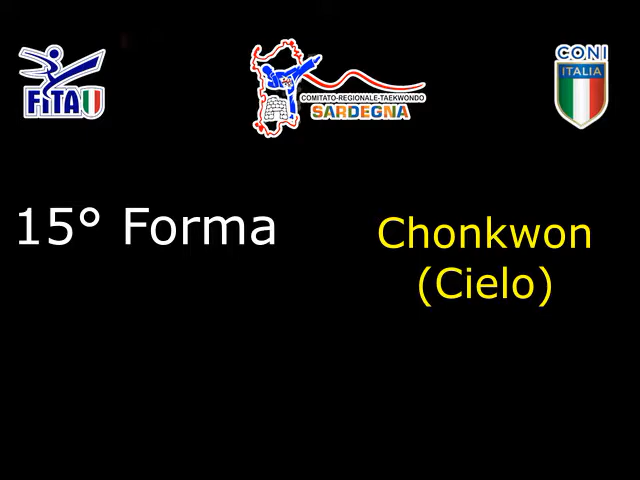 FITA
COMITATO-REGIONALE-TAEKWONDO
SARDEGNA
CONI
ITALIA
15° Forma
Chonkwon
(Cielo)